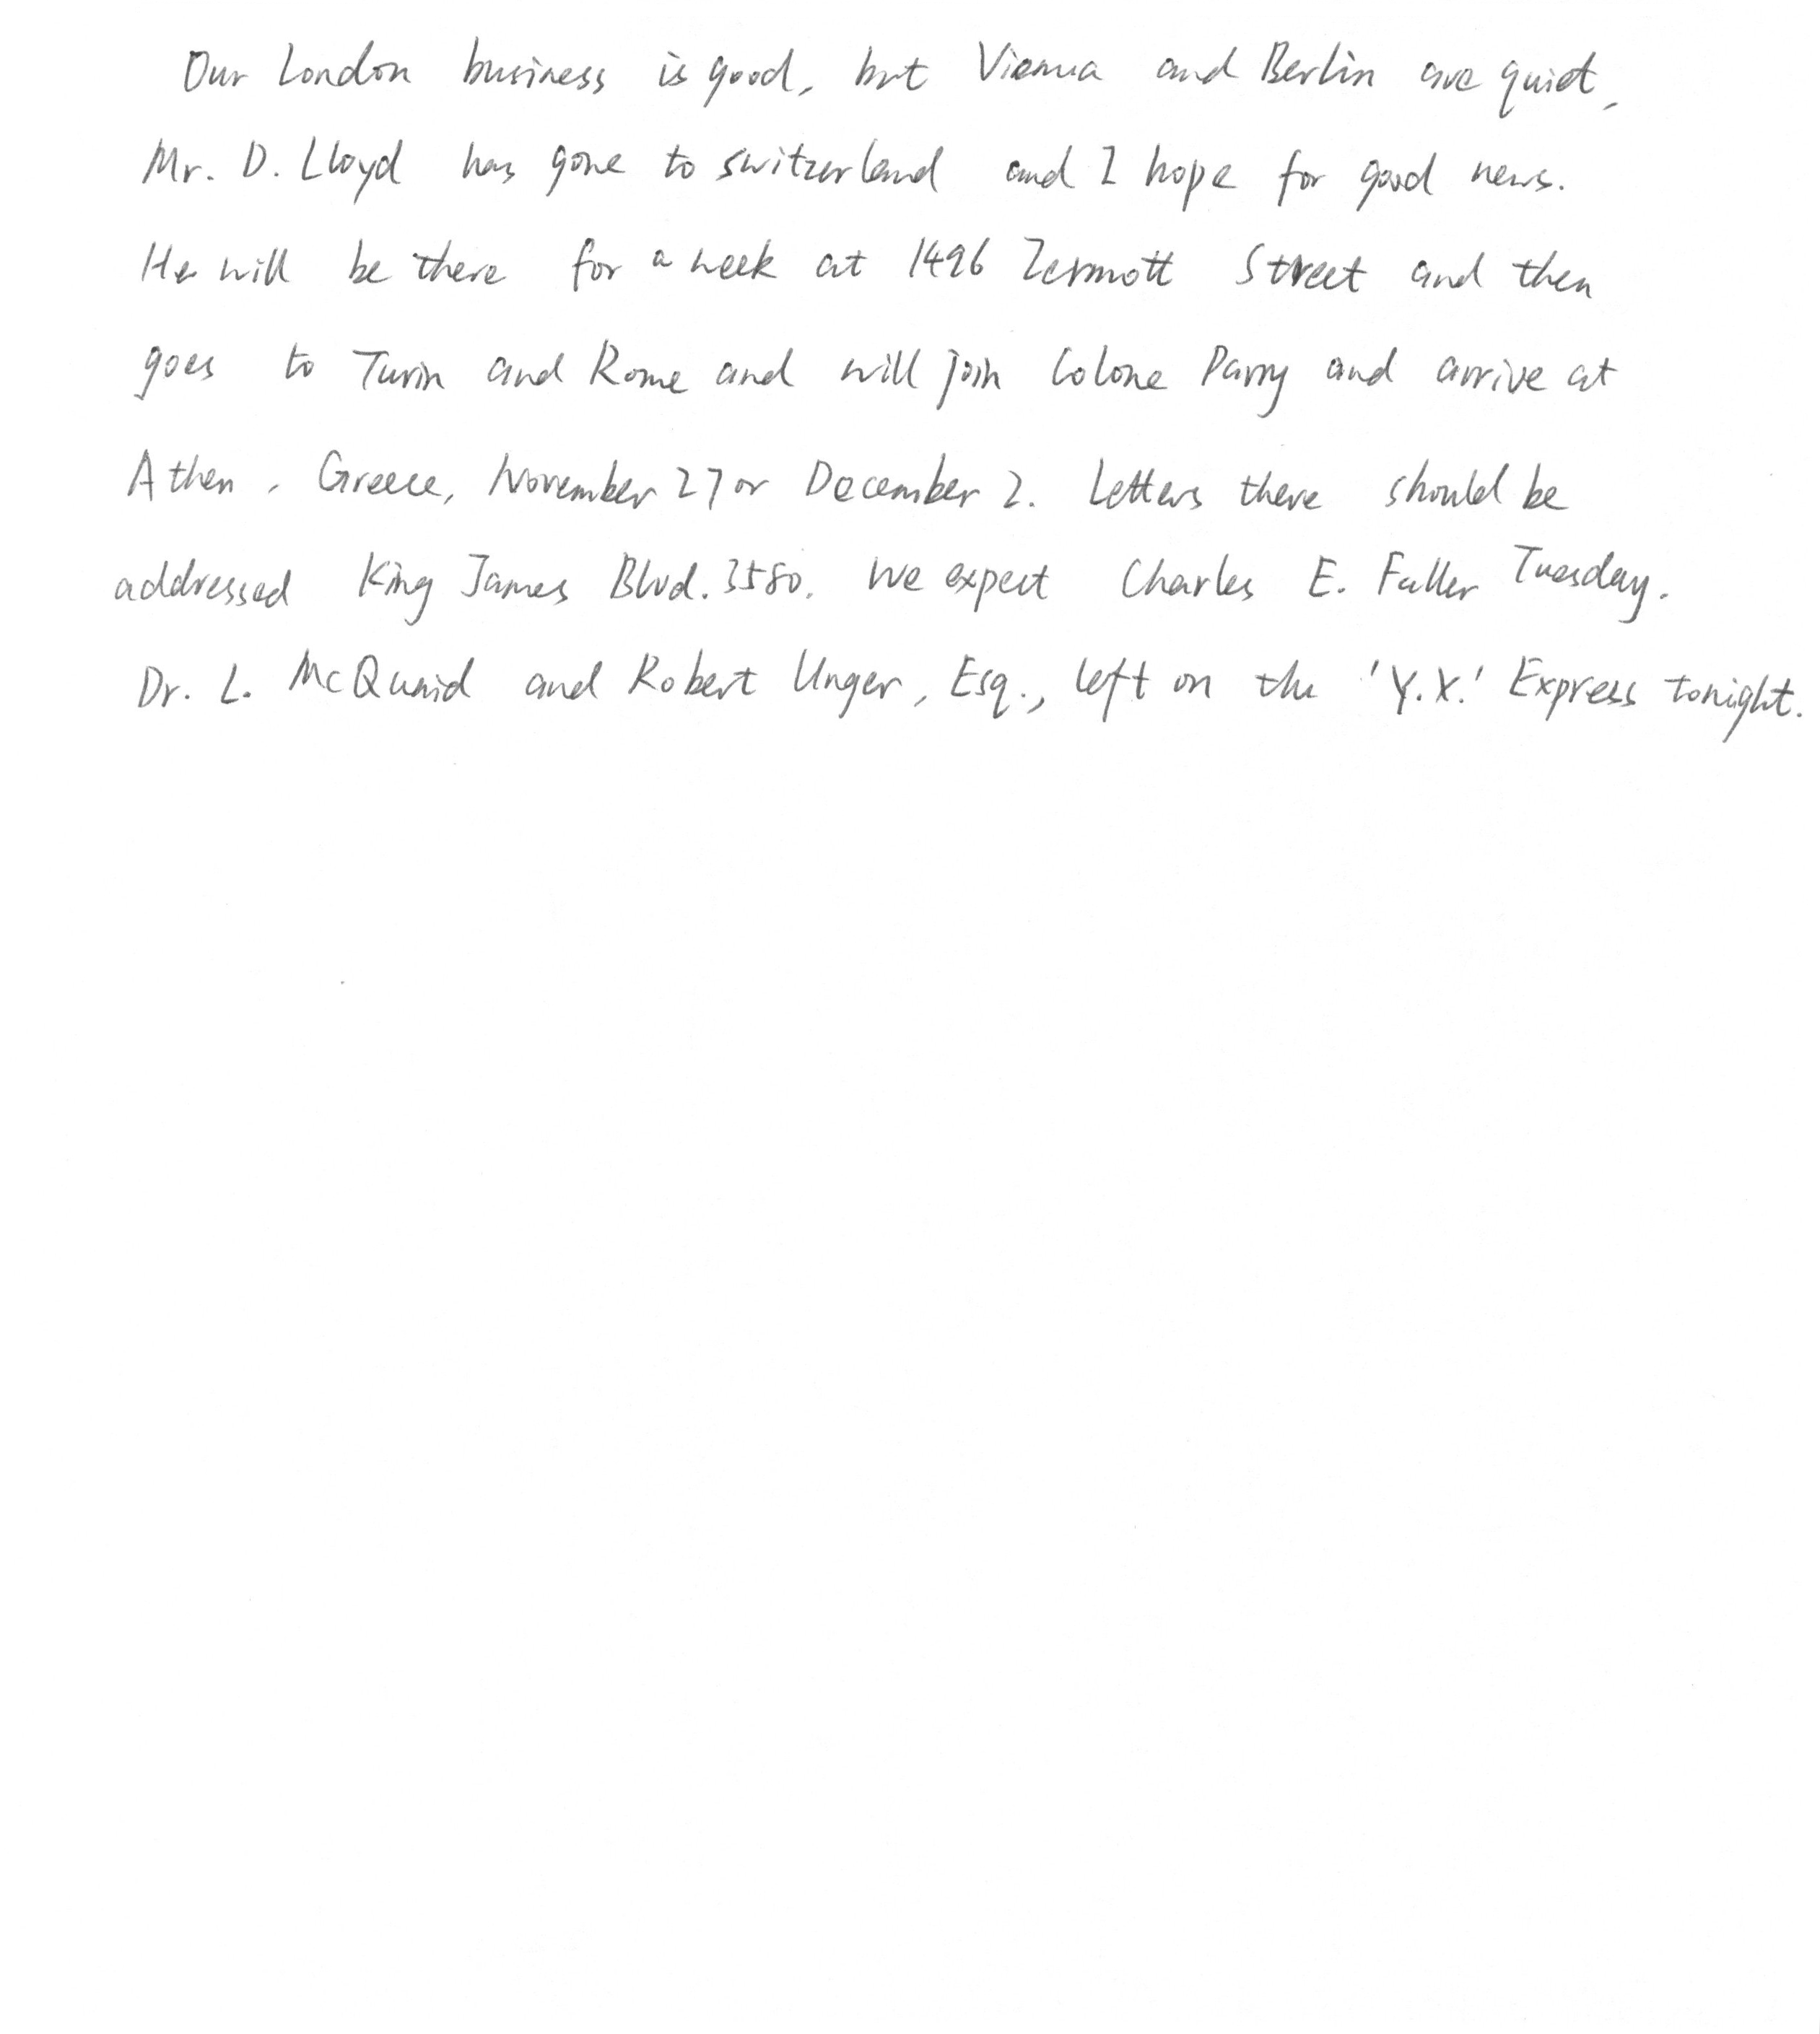 Our London business is good, but Vienna and Berlin are quiet,
Mr. D. Lloyd has gone to switzerland and I hope for good news.
He will be there for a week at 1496 Zermott Street and then
goes to Turin and Rome and will join Colone Parry and arrive at
Athen, Greece, November 27 or December 2. Letters there should be
addressed King James Blvd. 3580. We expect Charles E. Fuller Tuesday.
Dr. L. McQuaid and Robert Unger, Esq., left on the 'Y.X.' Express tonight.